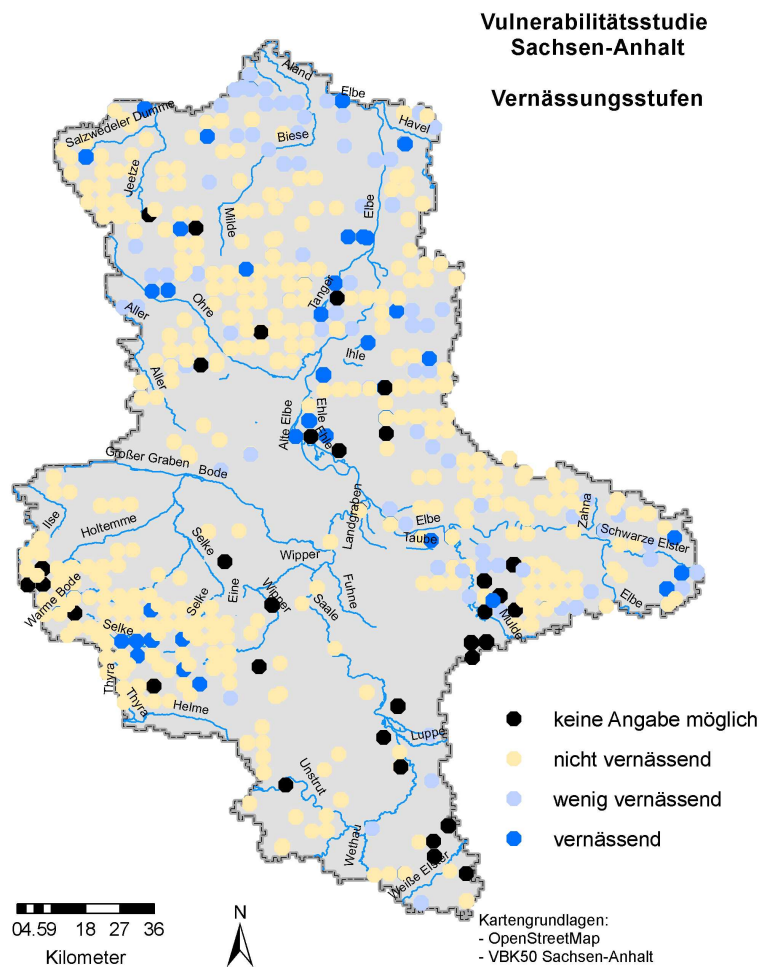 Vulnerabilitätsstudie
Sachsen-Anhalt
Vernässungsstufen
Aland
Elbe
Havel
Salzwedeler Dumme
Biese
Jeetze
Milde
Elbe
Tanger
Ohre
Aller
Ihle
Aller
Alte Elbe
Ehle
Ehle
Großer Graben
Bode
Landgraben
Ilse
Holtemme
Selke
Elbe
Zahna
Taube
Schwarze Elster
Wipper
Warme Bode
Selke
Eine
Wipper
Saale
Fuhne
Elbe
Mulde
Selke
Thyra
Thyra
Helme
Luppe
Unstrut
Wethau
Weiße Elster
keine Angabe möglich
nicht vernässend
wenig vernässend
vernässend
04.59 18 27 36
Kilometer
N
Kartengrundlagen:
- OpenStreetMap
- VBK50 Sachsen-Anhalt